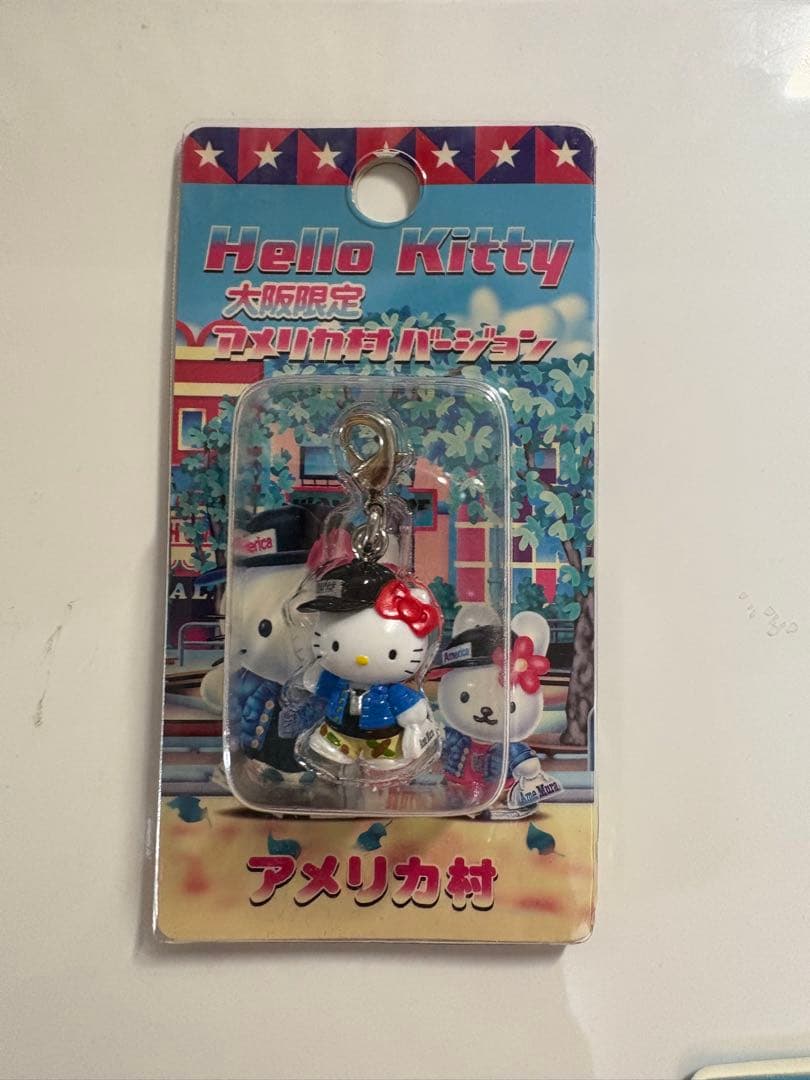 Hello Kitty
大阪限定
アメリカ村バージョン
America
Ame Mura
アメリカ村